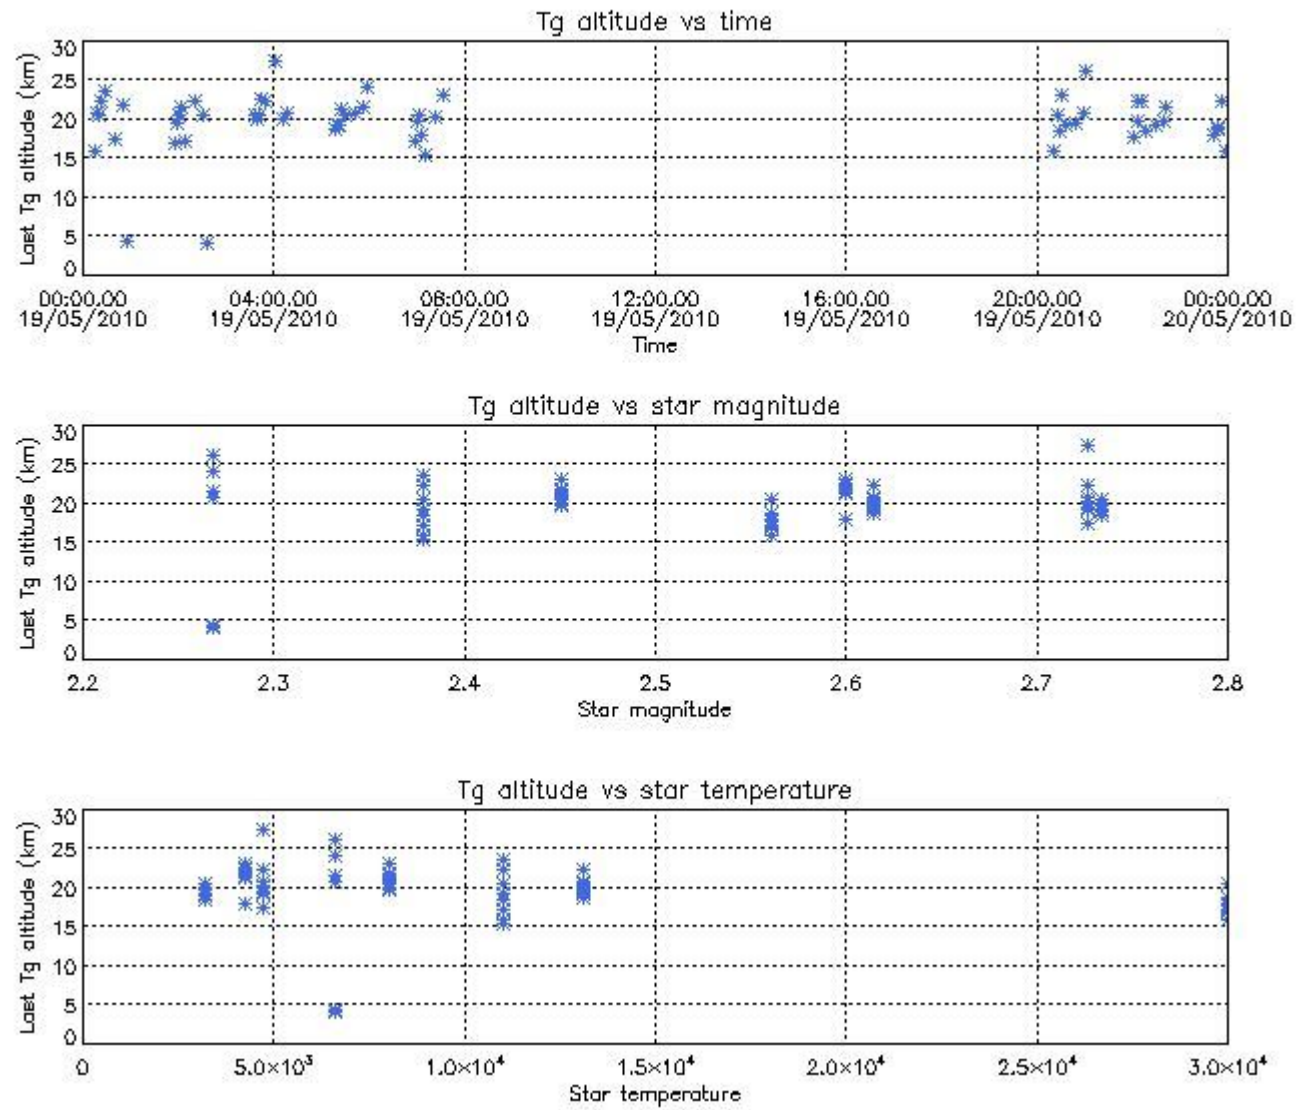 Tg altitude vs time
Last Tg altitude (km)
30
25
20
15
10
5
0
00:00.00 04:00.00 08:00.00 12:00.00 16:00.00 20:00.00 00:00.00
19/05/2010 19/05/2010 19/05/2010 19/05/2010 19/05/2010 19/05/2010 20/05/2010
Time
Tg altitude vs star magnitude
Last Tg altitude (km)
30
25
20
15
10
5
0
2.2 2.3 2.4 2.5 2.6 2.7 2.8
Star magnitude
Tg altitude vs star temperature
Last Tg altitude (km)
30
25
20
15
10
5
0
0 5.0×10³ 1.0×10⁴ 1.5×10⁴ 2.0×10⁴ 2.5×10⁴ 3.0×10⁴
Star temperature